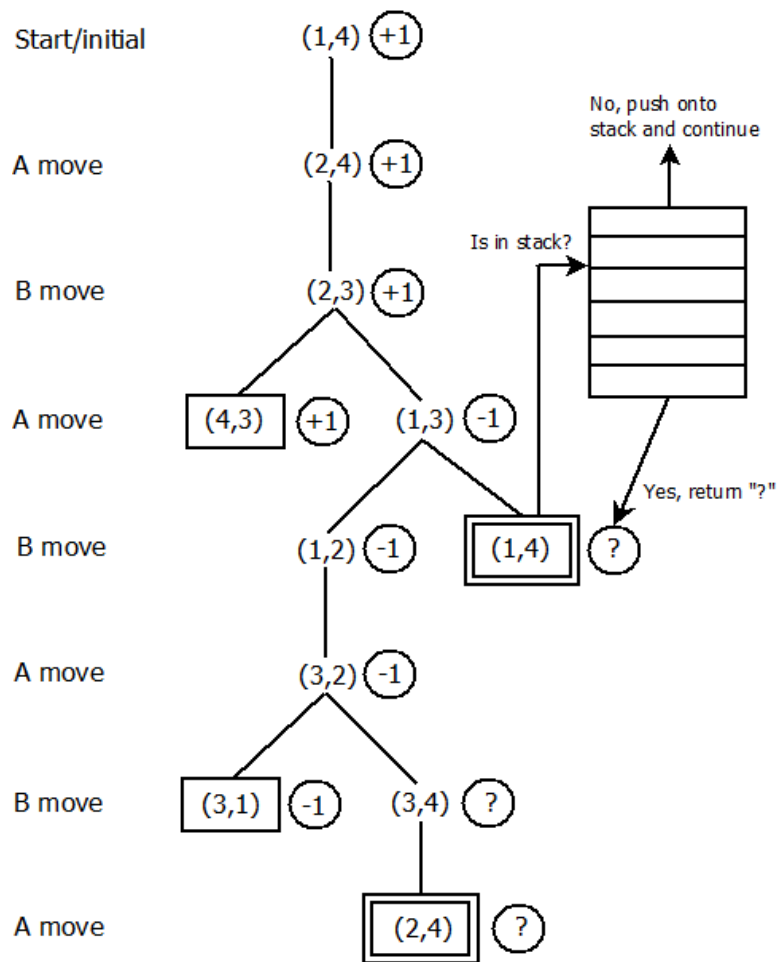 Start/initial (1,4) +1
No, push onto
stack and continue
A move (2,4) +1
Is in stack?
B move (2,3) +1
A move (4,3) +1 (1,3) -1
Yes, return "?"
B move (1,2) -1 (1,4) ?
A move (3,2) -1
B move (3,1) -1 (3,4) ?
A move (2,4) ?